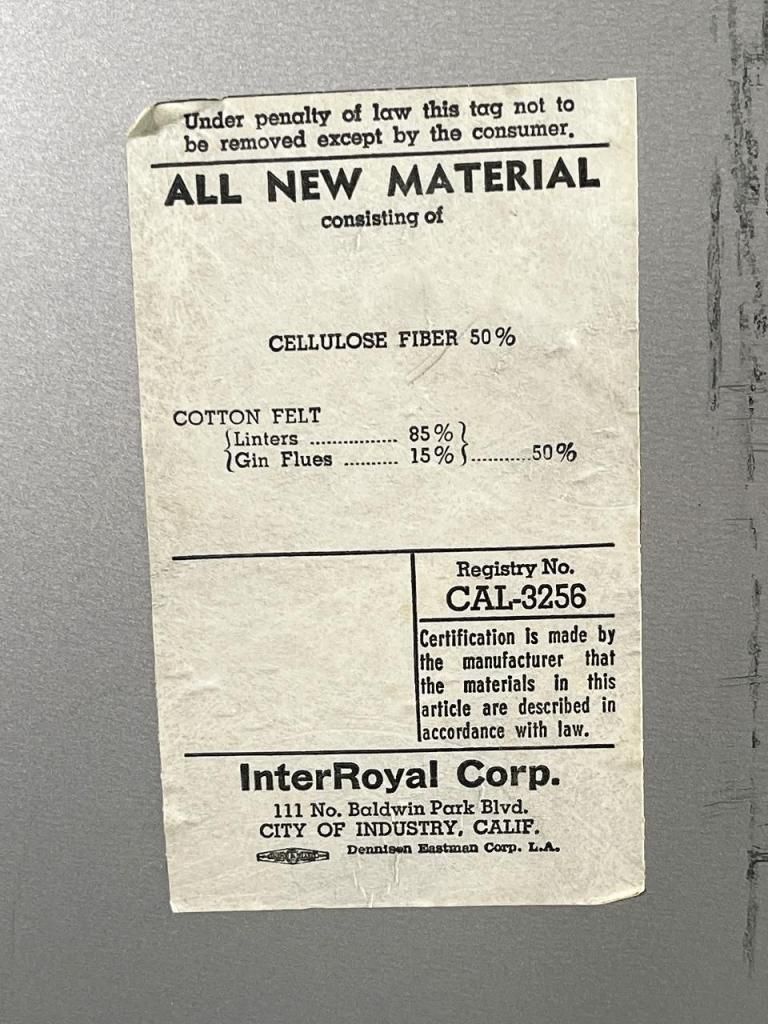 Under penalty of law this tag not to
be removed except by the consumer.
ALL NEW MATERIAL
consisting of
CELLULOSE FIBER 50%
COTTON FELT
{Linters ................ 85%}
{Gin Flues .......... 15%}...........50%
Registry No.
CAL-3256
Certification is made by
the manufacturer that
the materials in this
article are described in
accordance with law.
InterRoyal Corp.
111 No. Baldwin Park Blvd.
CITY OF INDUSTRY, CALIF.
Dennison Eastman Corp. L.A.